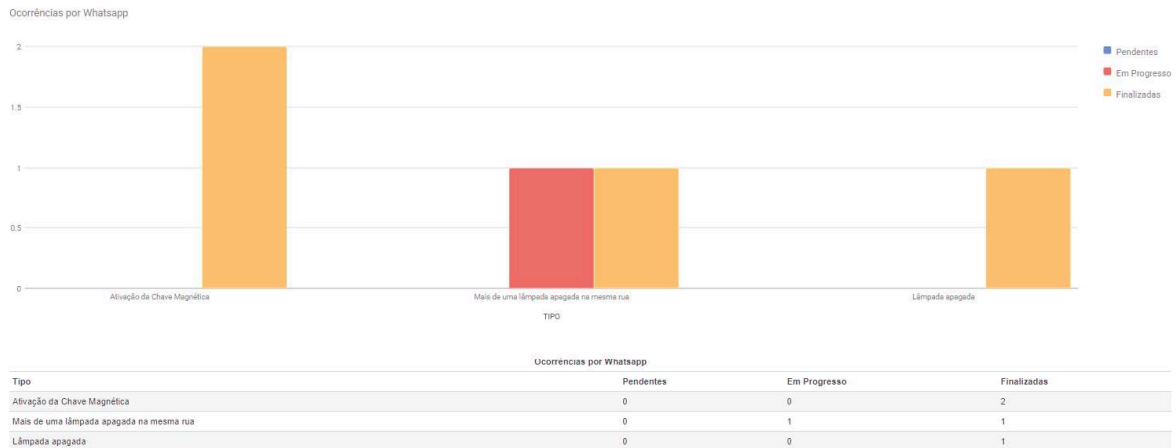 Ocorrências por Whatsapp
2
1.5
1
0.5
0
Pendentes
Em Progresso
Finalizadas
Ativação da Chave Magnética Mais de uma lâmpada apagada na mesma rua Lâmpada apagada
TIPO
Ocorrências por Whatsapp
Tipo Pendentes Em Progresso Finalizadas
Ativação da Chave Magnética 0 0 2
Mais de uma lâmpada apagada na mesma rua 0 1 1
Lâmpada apagada 0 0 1